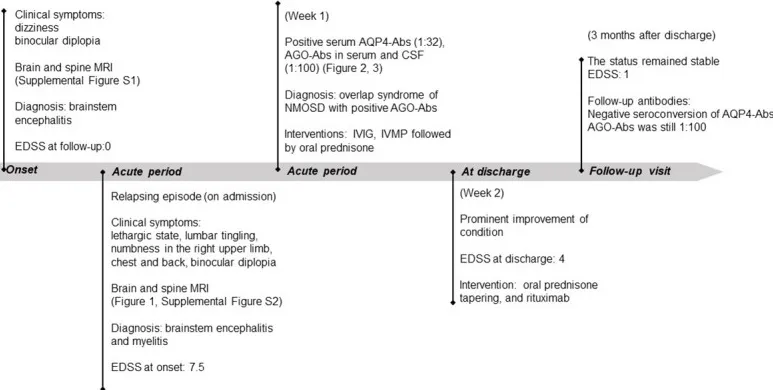 Clinical symptoms:
dizziness
binocular diplopia
Brain and spine MRI
(Supplemental Figure S1)
Diagnosis: brainstem
encephalitis
EDSS at follow-up:0
Onset
Acute period
Relapsing episode (on admission)
Clinical symptoms:
lethargic state, lumbar tingling,
numbness in the right upper limb,
chest and back, binocular diplopia
Brain and spine MRI
(Figure 1, Supplemental Figure S2)
Diagnosis: brainstem encephalitis
and myelitis
EDSS at onset: 7.5
(Week 1)
Positive serum AQP4-Abs (1:32),
AGO-Abs in serum and CSF
(1:100) (Figure 2, 3)
Diagnosis: overlap syndrome of
NMOSD with positive AGO-Abs
Interventions: IVIG, IVMP followed
by oral prednisone
Acute period
At discharge
(Week 2)
Prominent improvement of
condition
EDSS at discharge: 4
Intervention: oral prednisone
tapering, and rituximab
(3 months after discharge)
The status remained stable
EDSS: 1
Follow-up antibodies:
Negative seroconversion of AQP4-Abs
AGO-Abs was still 1:100
Follow-up visit